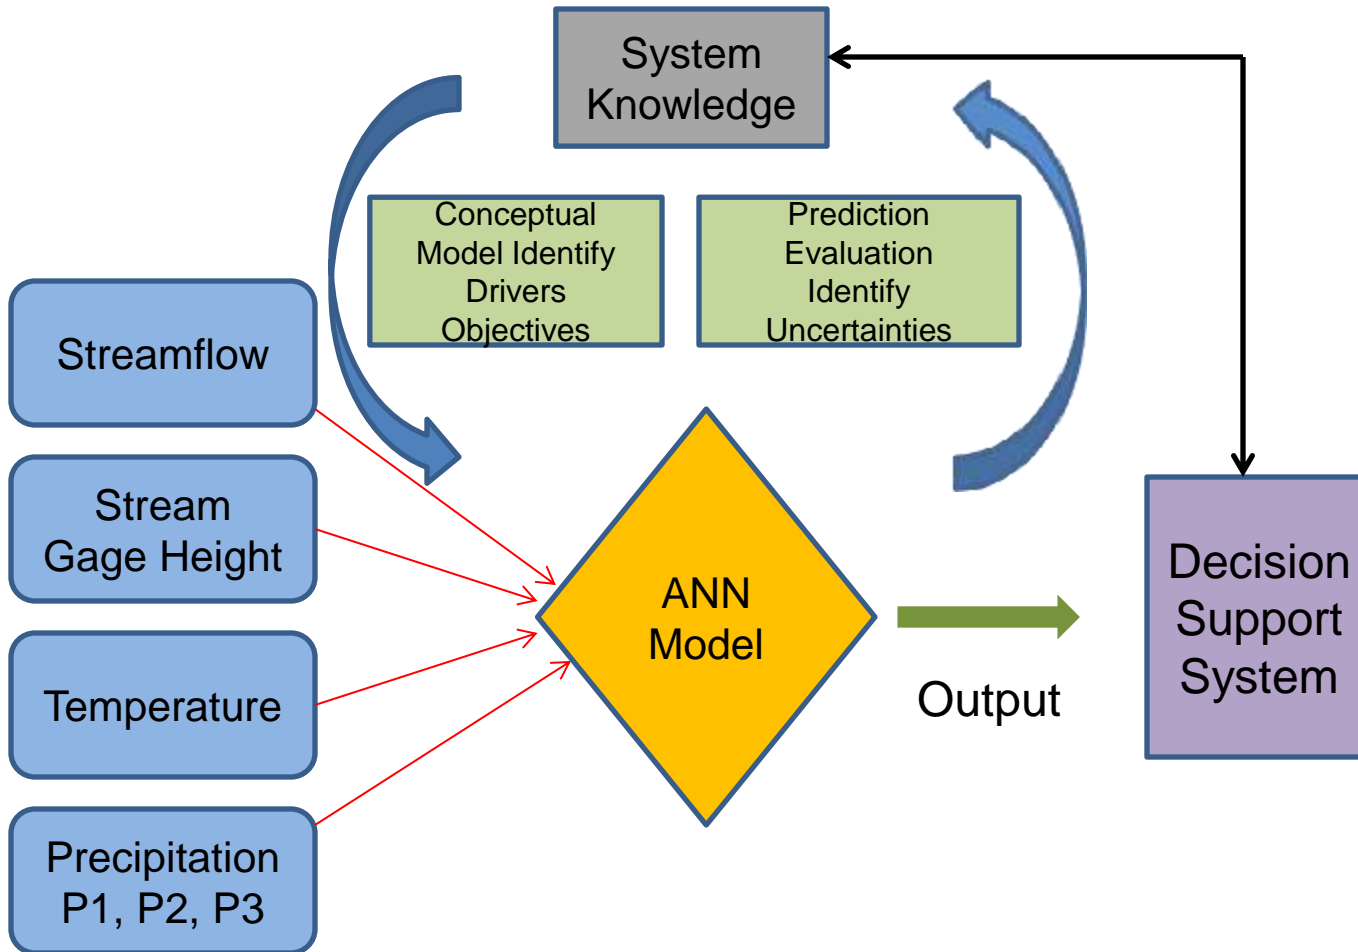 System
Knowledge
Conceptual
Model Identify
Drivers
Objectives
Prediction
Evaluation
Identify
Uncertainties
Streamflow
Stream
Gage Height
Temperature
Precipitation
P1, P2, P3
ANN
Model
Output
Decision
Support
System